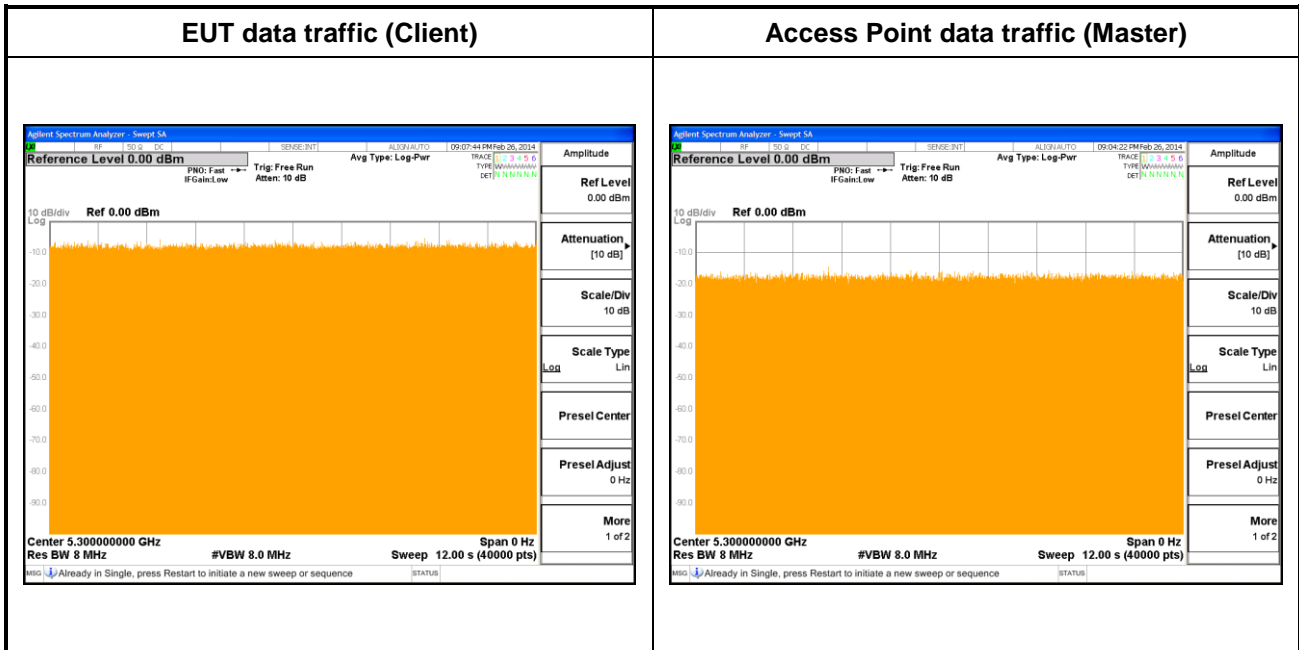 EUT data traffic (Client)
Access Point data traffic (Master)
Agilent Spectrum Analyzer - Swept SA
RF 50 Ω DC SENSE:INT ALIGNAUTO 09:07:44 PM Feb 26, 2014
Reference Level 0.00 dBm
PNO: Fast
IFGain:Low
Trig: Free Run
Atten: 10 dB
Avg Type: Log-Pwr
TRACE 1 2 3 4 5 6
TYPE
DET N N N N N N
Amplitude
Ref Level
0.00 dBm
10 dB/div Ref 0.00 dBm
Log
-10.0
-20.0
-30.0
-40.0
-50.0
-60.0
-70.0
-80.0
-90.0
Attenuation
[10 dB]
Scale/Div
10 dB
Scale Type
Log Lin
Presel Center
Presel Adjust
0 Hz
More
1 of 2
Center 5.300000000 GHz Span 0 Hz
Res BW 8 MHz #VBW 8.0 MHz Sweep 12.00 s (40000 pts)
MSG Already in Single, press Restart to initiate a new sweep or sequence STATUS
Agilent Spectrum Analyzer - Swept SA
RF 50 Ω DC SENSE:INT ALIGNAUTO 09:04:22 PM Feb 26, 2014
Reference Level 0.00 dBm
PNO: Fast
IFGain:Low
Trig: Free Run
Atten: 10 dB
Avg Type: Log-Pwr
TRACE 1 2 3 4 5 6
TYPE
DET N N N N N N
Amplitude
Ref Level
0.00 dBm
10 dB/div Ref 0.00 dBm
Log
-10.0
-20.0
-30.0
-40.0
-50.0
-60.0
-70.0
-80.0
-90.0
Attenuation
[10 dB]
Scale/Div
10 dB
Scale Type
Log Lin
Presel Center
Presel Adjust
0 Hz
More
1 of 2
Center 5.300000000 GHz Span 0 Hz
Res BW 8 MHz #VBW 8.0 MHz Sweep 12.00 s (40000 pts)
MSG Already in Single, press Restart to initiate a new sweep or sequence STATUS